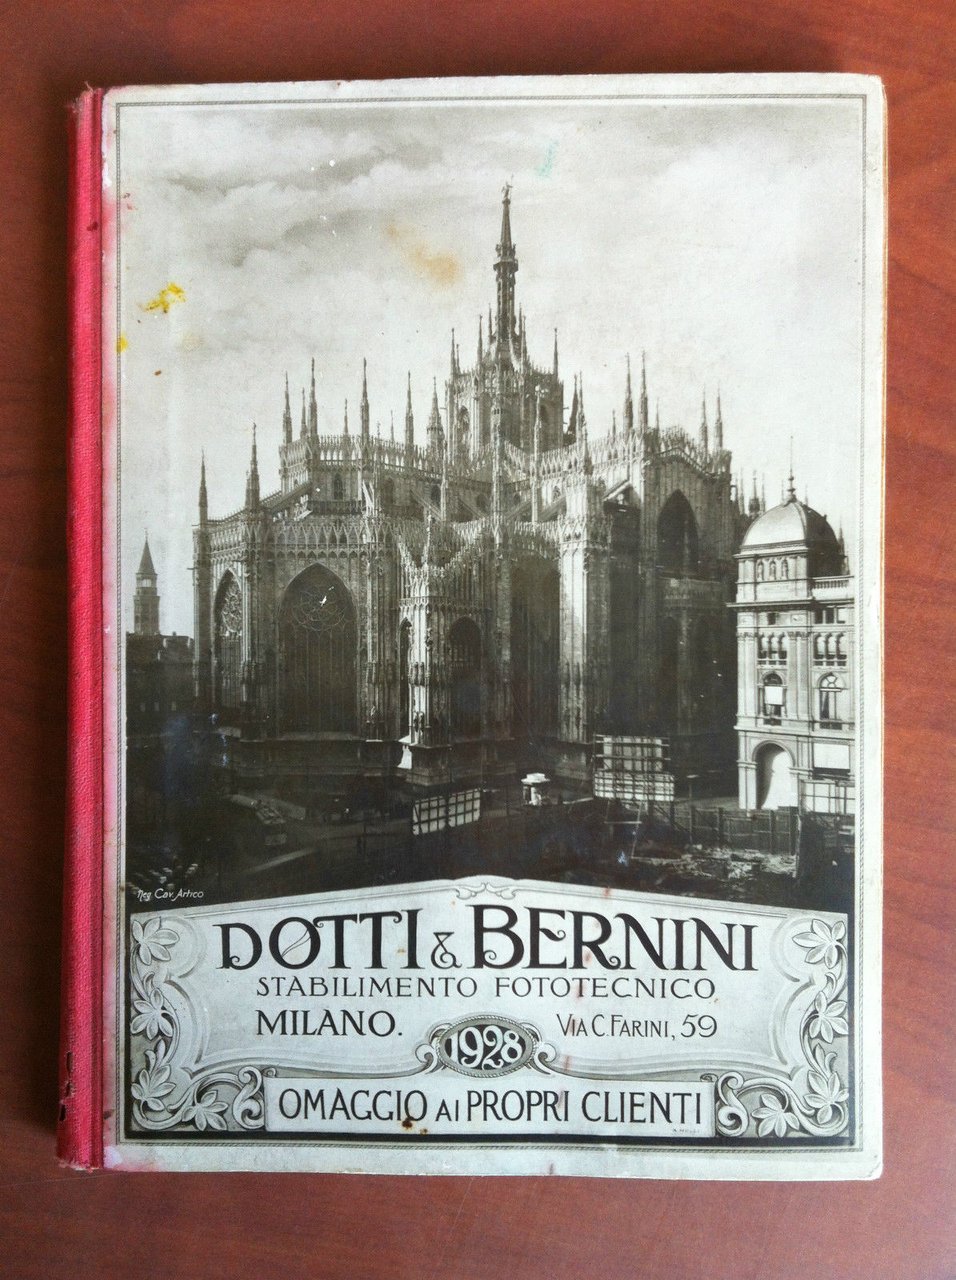 Neg Cav. Artico
DOTTI & BERNINI
STABILIMENTO FOTOTECNICO
MILANO. VIA C. FARINI, 59
1928
OMAGGIO AI PROPRI CLIENTI